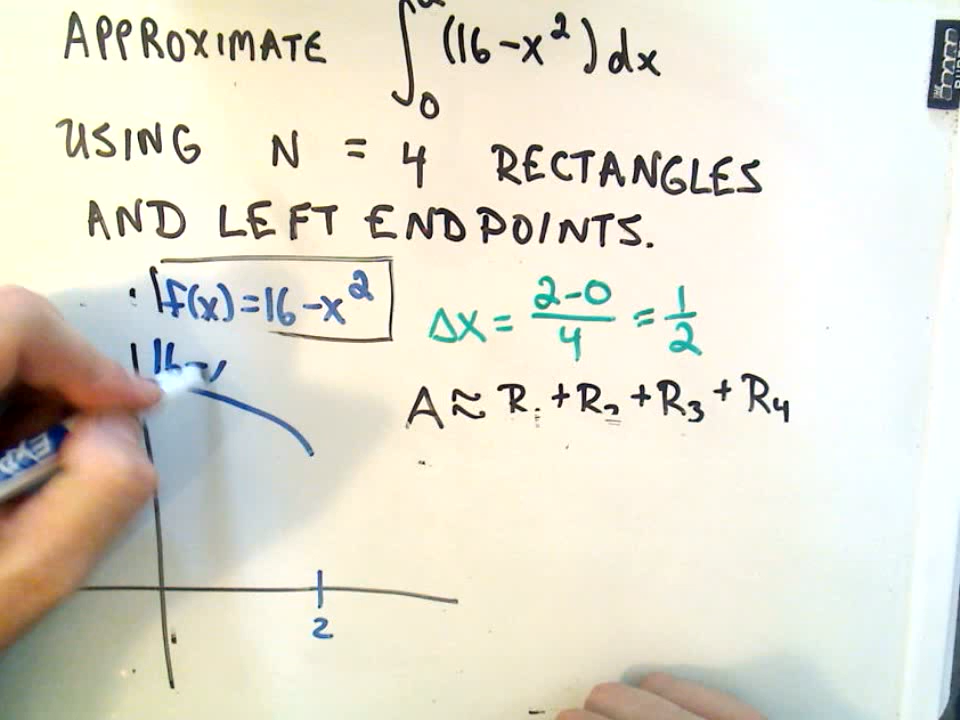 APPROXIMATE ∫₀ (16-x²)dx
USING N = 4 RECTANGLES
AND LEFT ENDPOINTS.
f(x)=16-x²
Δx = (2-0)/4 = 1/2
A ≈ R₁ + R₂ + R₃ + R₄
2